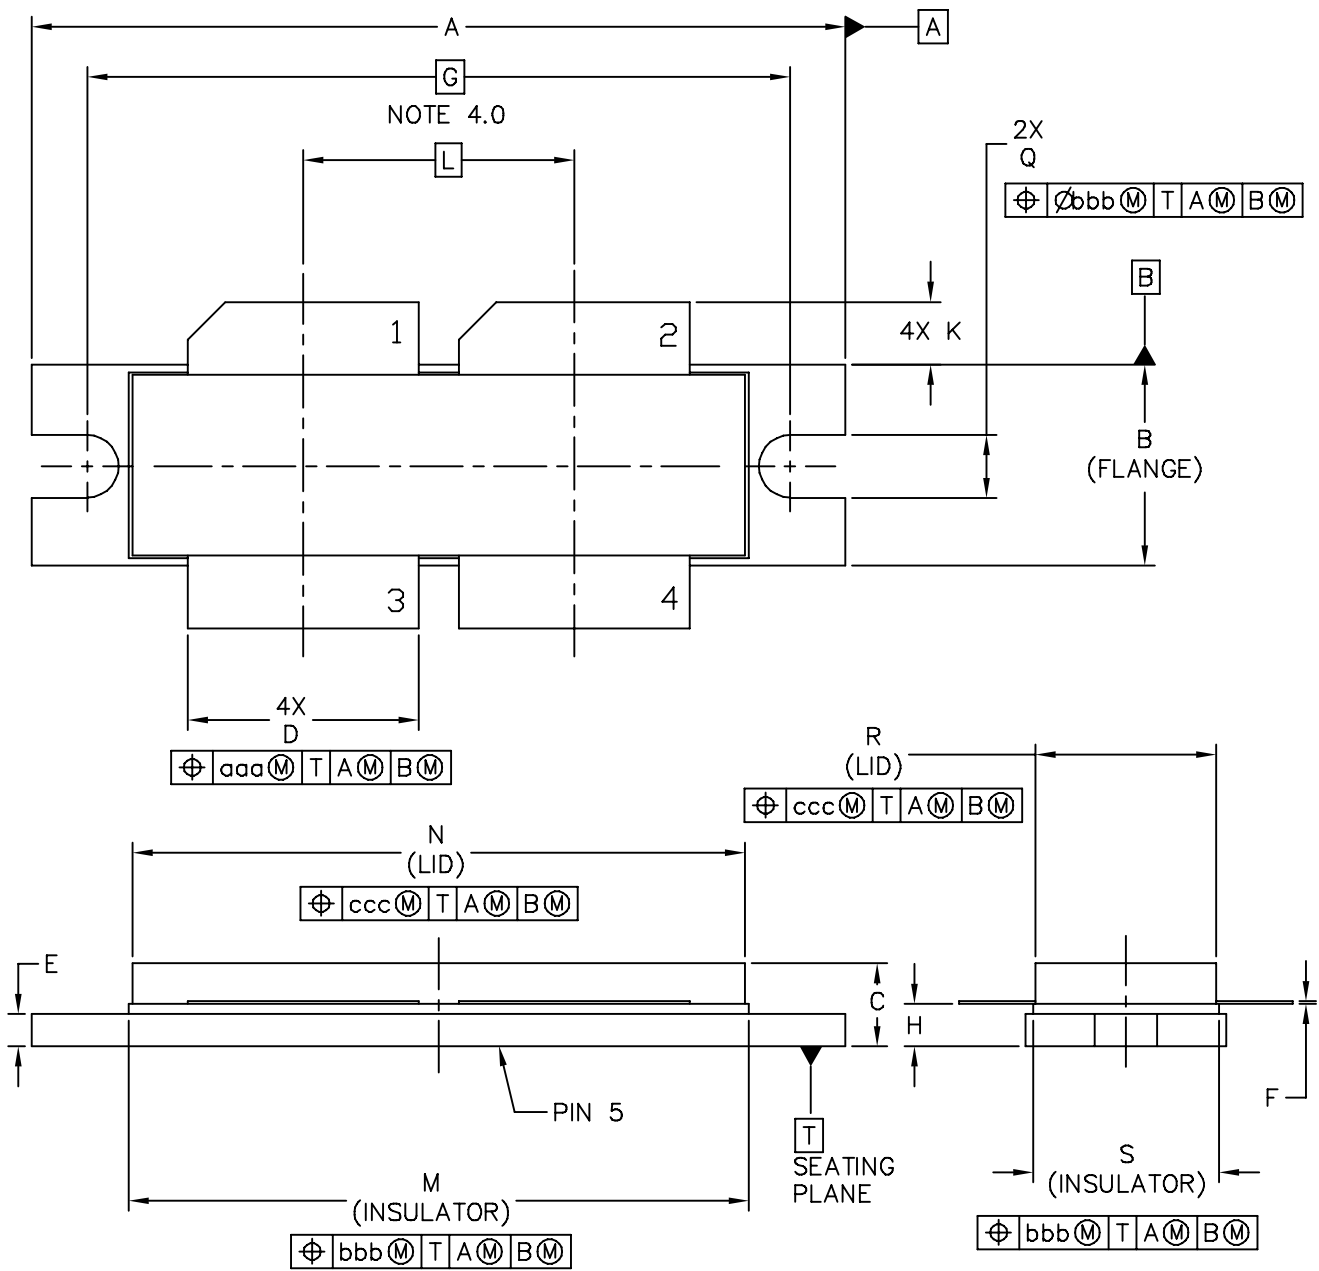 A
A
G
NOTE 4.0
L
2X
Q
⌖ Øbbb Ⓜ T A Ⓜ B Ⓜ
B
1
2
4X K
B
(FLANGE)
3
4
4X
D
⌖ aaa Ⓜ T A Ⓜ B Ⓜ
R
(LID)
⌖ ccc Ⓜ T A Ⓜ B Ⓜ
N
(LID)
⌖ ccc Ⓜ T A Ⓜ B Ⓜ
E
C
H
F
PIN 5
T
SEATING
PLANE
M
(INSULATOR)
⌖ bbb Ⓜ T A Ⓜ B Ⓜ
S
(INSULATOR)
⌖ bbb Ⓜ T A Ⓜ B Ⓜ